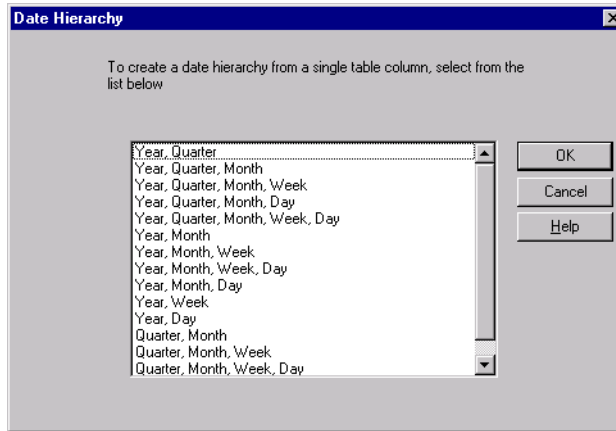 Date Hierarchy
To create a date hierarchy from a single table column, select from the
list below
Year, Quarter
Year, Quarter, Month
Year, Quarter, Month, Week
Year, Quarter, Month, Day
Year, Quarter, Month, Week, Day
Year, Month
Year, Month, Week
Year, Month, Week, Day
Year, Month, Day
Year, Week
Year, Day
Quarter, Month
Quarter, Month, Week
Quarter, Month, Week, Day
OK
Cancel
Help